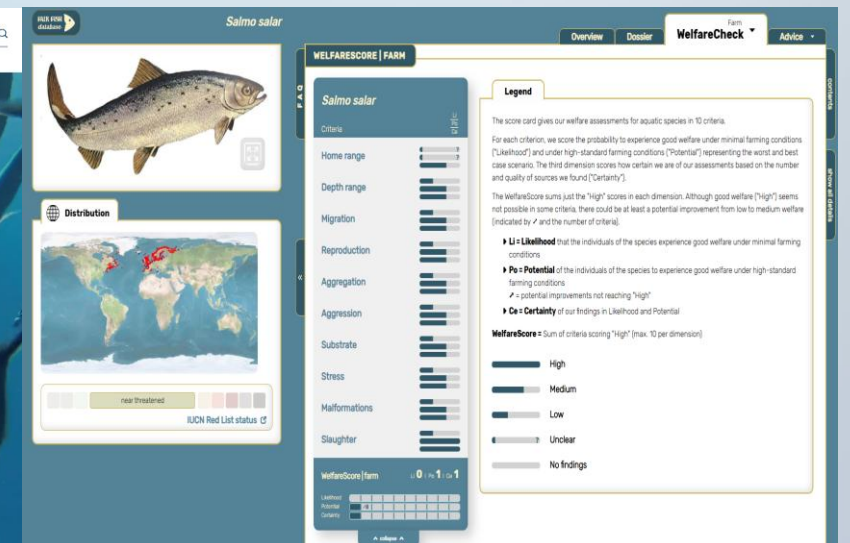 FAIR FISH
database
Salmo salar
Overview
Dossier
Farm
WelfareCheck
Advice
WELFARESCORE | FARM
FAQ
contents
show all details
Distribution
near threatened
IUCN Red List status
Salmo salar
Criteria
Home range
Depth range
Migration
Reproduction
Aggregation
Aggression
Substrate
Stress
Malformations
Slaughter
WelfareScore | farm
Li 0 / Po 1 / Ce 1
Likelihood
Potential
Certainty
collapse
Legend
The score card gives our welfare assessments for aquatic species in 10 criteria.
For each criterion, we score the probability to experience good welfare under minimal farming conditions
("Likelihood") and under high-standard farming conditions ("Potential") representing the worst and best
case scenario. The third dimension scores how certain we are of our assessments based on the number
and quality of sources we found ("Certainty").
The WelfareScore sums just the "High" scores in each dimension. Although good welfare ("High") seems
not possible in some criteria, there could be at least a potential improvement from low to medium welfare
(indicated by ➚ and the number of criteria).
Li = Likelihood that the individuals of the species experience good welfare under minimal farming
conditions
Po = Potential of the individuals of the species to experience good welfare under high-standard
farming conditions
➚ = potential improvements not reaching "High"
Ce = Certainty of our findings in Likelihood and Potential
WelfareScore = Sum of criteria scoring "High" (max. 10 per dimension)
High
Medium
Low
? Unclear
No findings